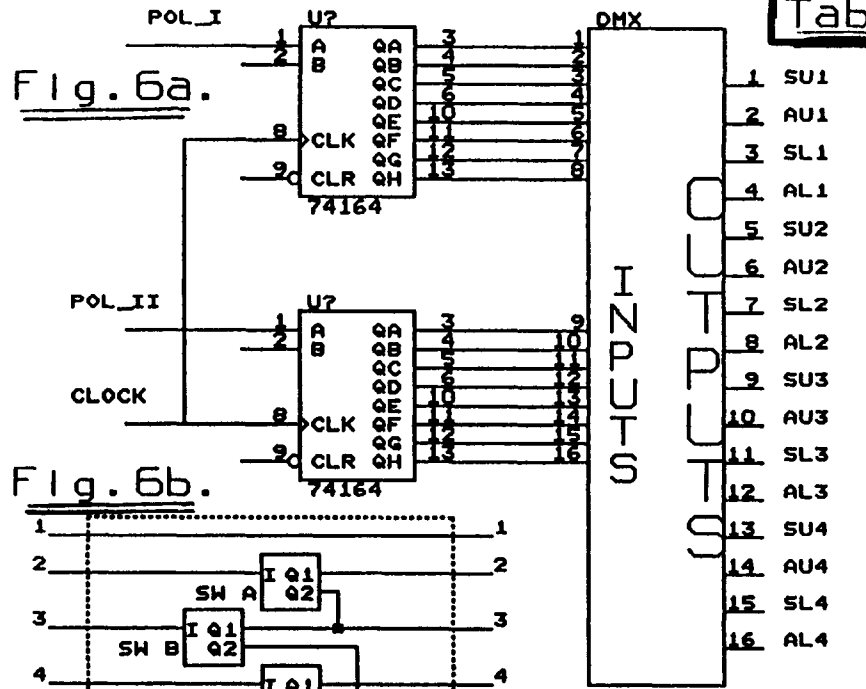 POL_I
U?
DMX
Tab
Fig. 6a.
1 A QA 3 1 1 SU1
2 B QB 4 2 2 AU1
QC 5 3 3 SL1
QD 6 4 4 AL1
QE 10 5 5 SU2
8 CLK QF 11 6 6 AU2
QG 12 7 7 SL2
9 CLR QH 13 8 8 AL2
74164
INPUTS
OUTPUTS
POL_II
U?
1 A QA 3 9 9 SU3
2 B QB 4 10 10 AU3
QC 5 11 11 SL3
QD 6 12 12 AL3
CLOCK
QE 10 13 13 SU4
8 CLK QF 11 14 14 AU4
QG 12 15 15 SL4
9 CLR QH 13 16 16 AL4
74164
Fig. 6b.
1 1
2 I Q1 2
SW A Q2
3 I Q1 3
SW B Q2
4 I Q1 4